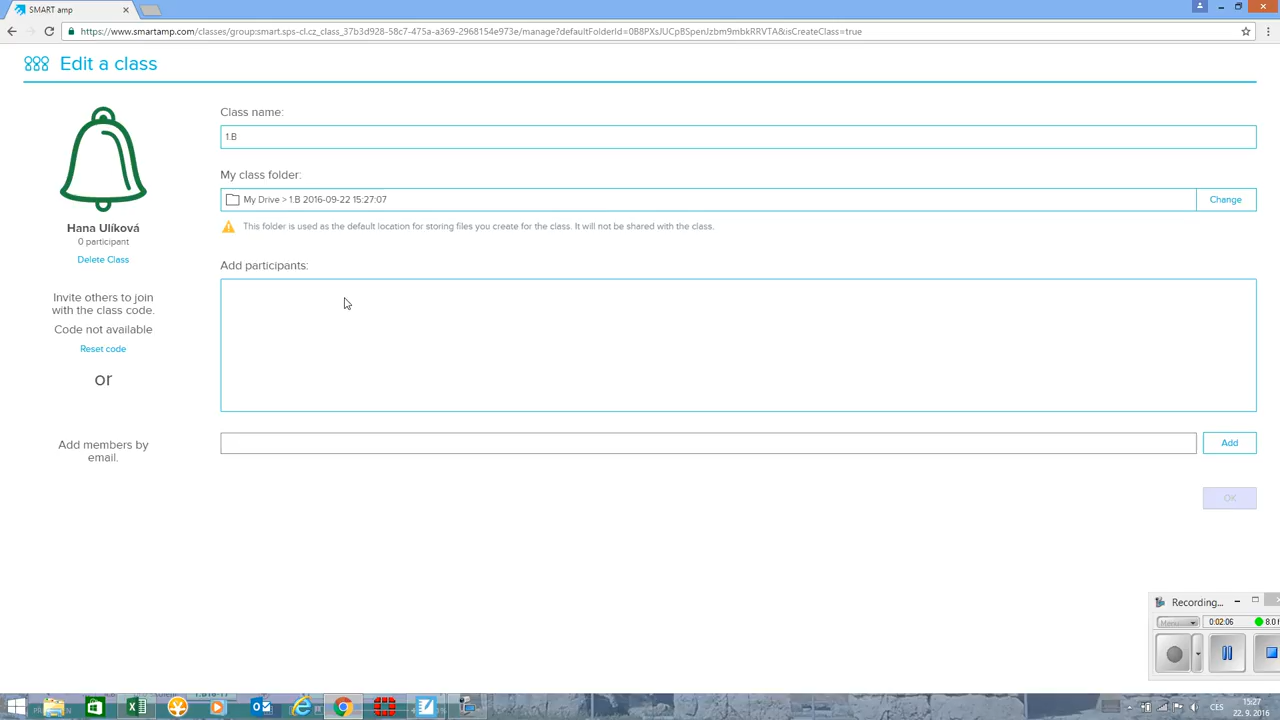 SMART amp
https://www.smartamp.com/classes/group:smart.sps-cl.cz_class_37b3d928-58c7-475a-a369-2968154e973e/manage?defaultFolderId=0B8PXsJUCpBSpenJzbm9mbkRRVTA&isCreateClass=true
Edit a class
Class name:
1.B
My class folder:
My Drive > 1.B 2016-09-22 15:27:07
Change
This folder is used as the default location for storing files you create for the class. It will not be shared with the class.
Hana Ulíková
0 participant
Delete Class
Add participants:
Invite others to join
with the class code.
Code not available
Reset code
or
Add members by
email.
Add
OK
Recording...
Menu
0:02:06
8.0
CES
15:27
22. 9. 2016